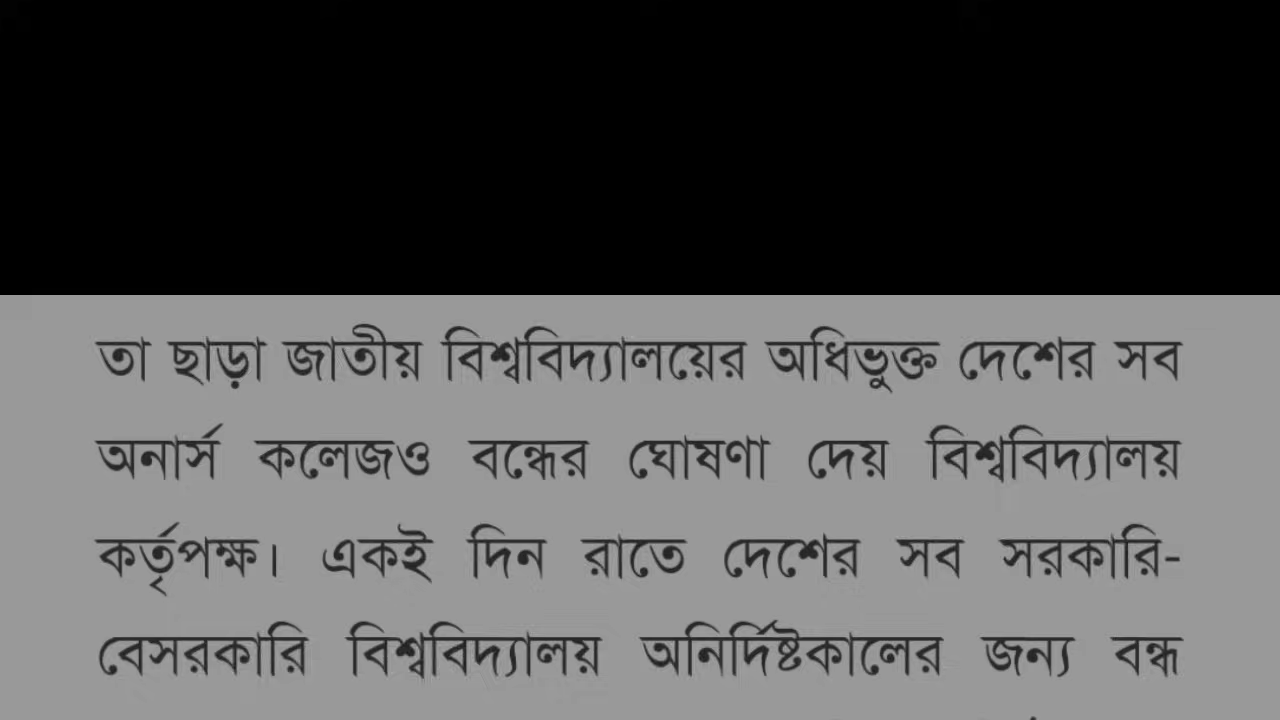 তা ছাড়া জাতীয় বিশ্ববিদ্যালয়ের অধিভুক্ত দেশের সব
অনার্স কলেজও বন্ধের ঘোষণা দেয় বিশ্ববিদ্যালয়
কর্তৃপক্ষ। একই দিন রাতে দেশের সব সরকারি-
বেসরকারি বিশ্ববিদ্যালয় অনির্দিষ্টকালের জন্য বন্ধ